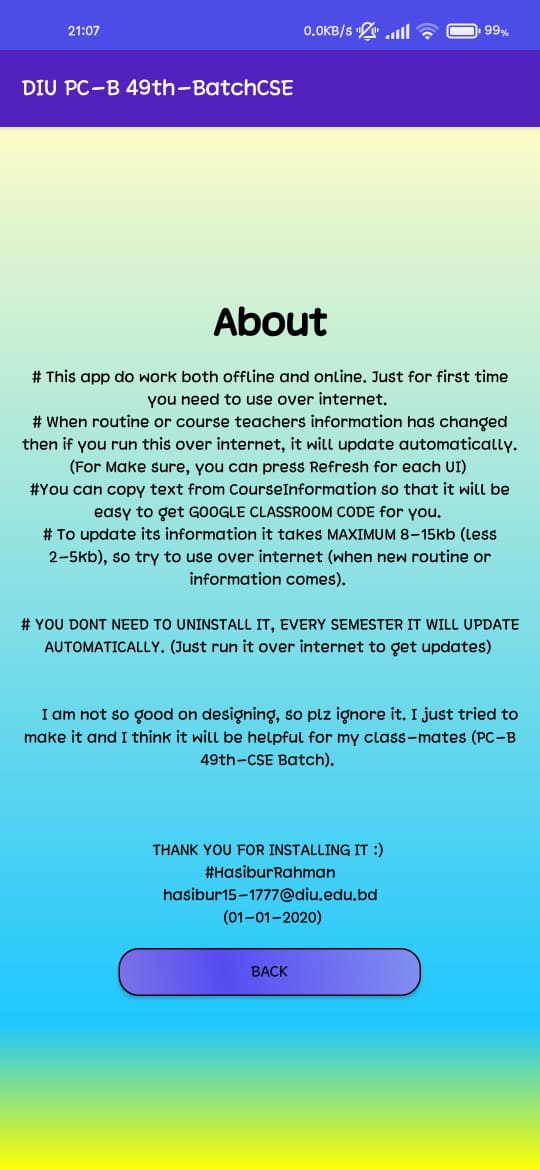 21:07
0.0KB/s 99%
DIU PC-B 49th-BatchCSE
About
# This app do work both offline and online. Just for first time
you need to use over internet.
# When routine or course teachers information has changed
then if you run this over internet, it will update automatically.
(For Make sure, you can press Refresh for each UI)
#You can copy text from CourseInformation so that it will be
easy to get GOOGLE CLASSROOM CODE for you.
# To update its information it takes MAXIMUM 8-15kb (less
2-5kb), so try to use over internet (when new routine or
information comes).
# YOU DONT NEED TO UNINSTALL IT, EVERY SEMESTER IT WILL UPDATE
AUTOMATICALLY. (Just run it over internet to get updates)
I am not so good on designing, so plz ignore it. I just tried to
make it and I think it will be helpful for my class-mates (PC-B
49th-CSE Batch).
THANK YOU FOR INSTALLING IT :)
#HasiburRahman
hasibur15-1777@diu.edu.bd
(01-01-2020)
BACK